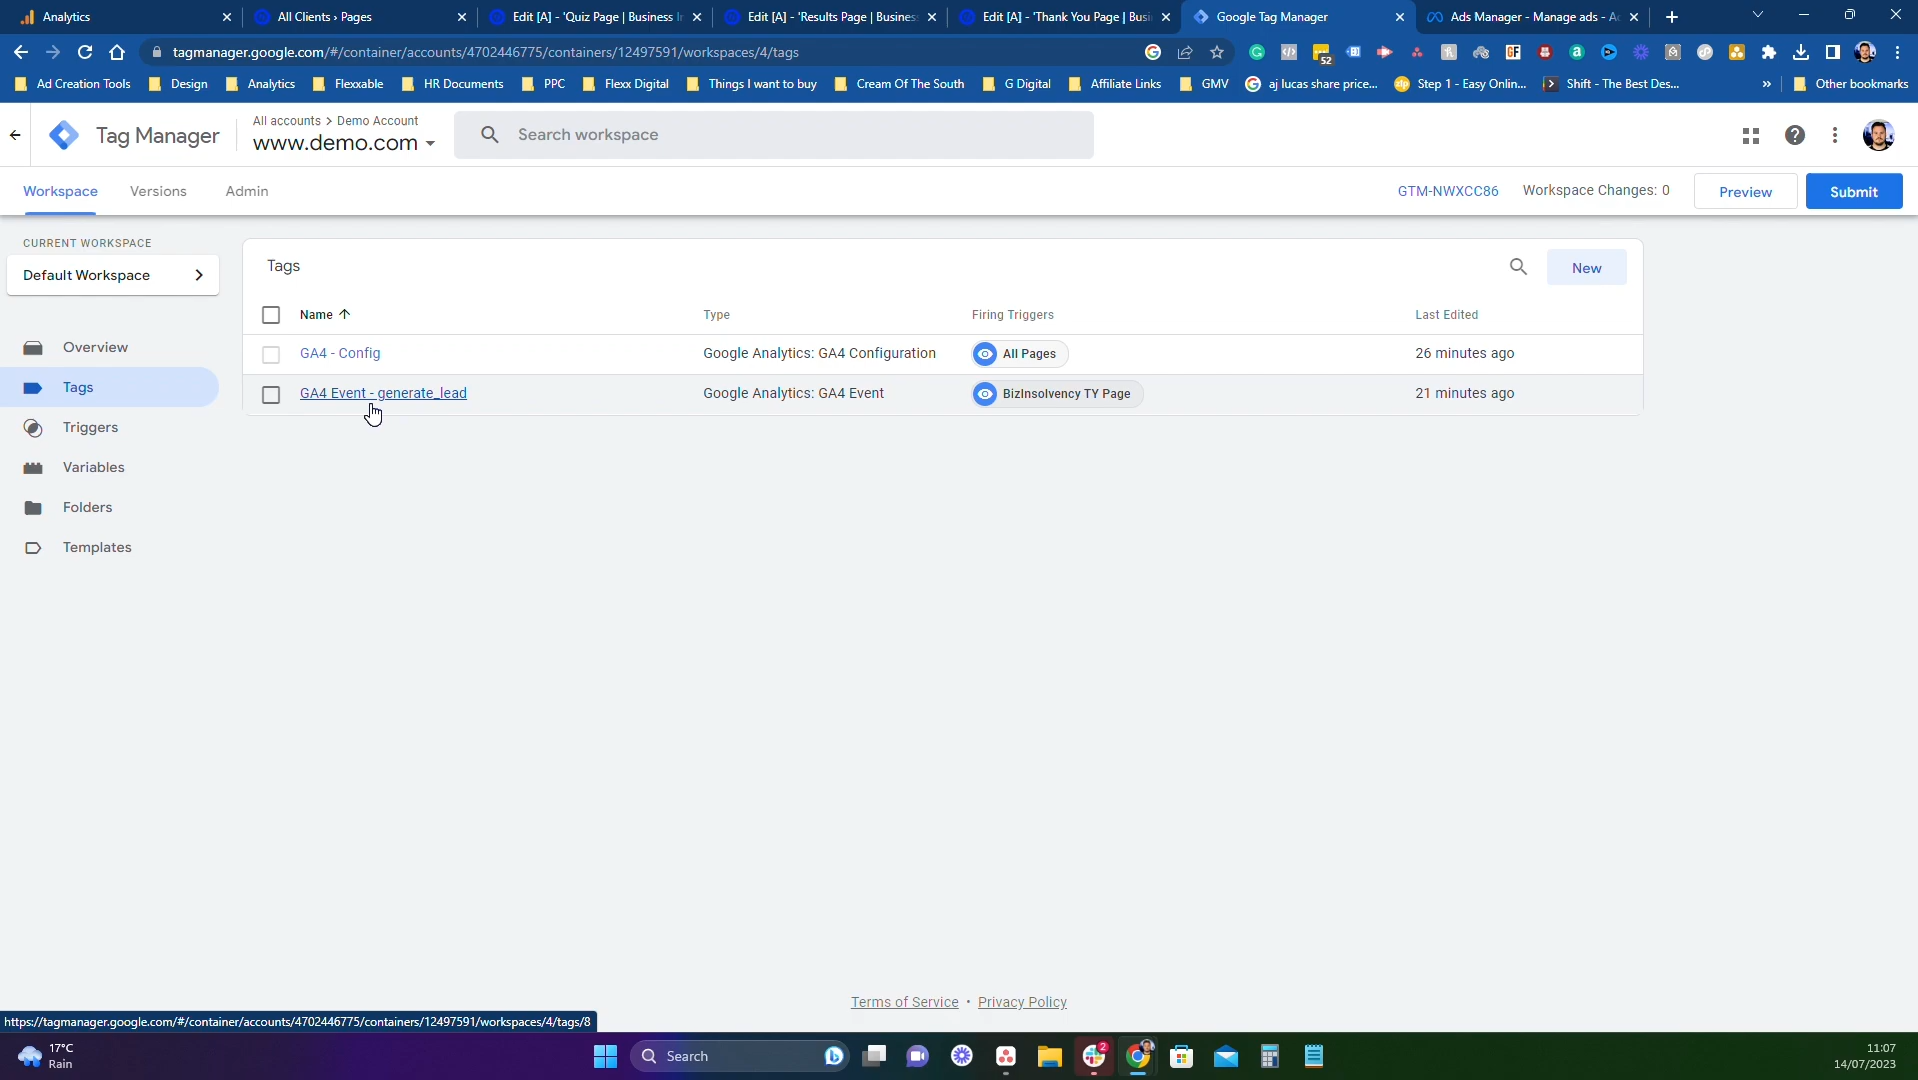 Analytics
All Clients › Pages
Edit [A] - 'Quiz Page | Business I
Edit [A] - 'Results Page | Busines
Edit [A] - 'Thank You Page | Busi
Google Tag Manager
Ads Manager - Manage ads - A
tagmanager.google.com/#/container/accounts/4702446775/containers/12497591/workspaces/4/tags
52
Ad Creation Tools
Design
Analytics
Flexxable
HR Documents
PPC
Flexx Digital
Things I want to buy
Cream Of The South
G Digital
Affiliate Links
GMV
aj lucas share price...
Step 1 - Easy Onlin...
Shift - The Best Des...
»
Other bookmarks
Tag Manager
All accounts > Demo Account
www.demo.com
Search workspace
Workspace
Versions
Admin
GTM-NWXCC86
Workspace Changes: 0
Preview
Submit
CURRENT WORKSPACE
Default Workspace
Overview
Tags
Triggers
Variables
Folders
Templates
Tags
New
Name
Type
Firing Triggers
Last Edited
GA4 - Config
Google Analytics: GA4 Configuration
All Pages
26 minutes ago
GA4 Event - generate_lead
Google Analytics: GA4 Event
BizInsolvency TY Page
21 minutes ago
Terms of Service • Privacy Policy
https://tagmanager.google.com/#/container/accounts/4702446775/containers/12497591/workspaces/4/tags/8
17°C
Rain
Search
2
11:07
14/07/2023